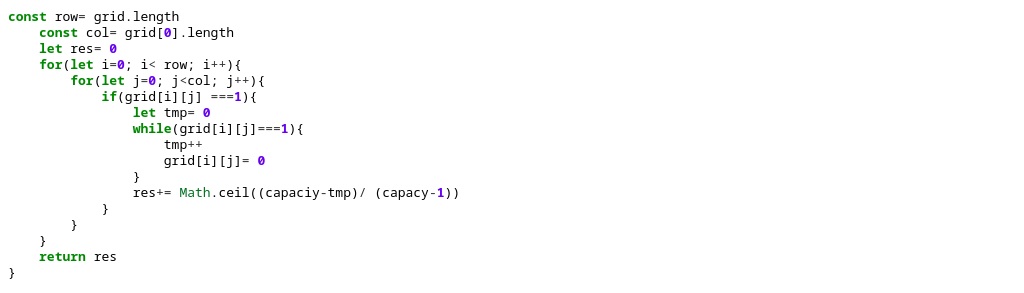 const row= grid.length
    const col= grid[0].length
    let res= 0
    for(let i=0; i< row; i++){
        for(let j=0; j<col; j++){
            if(grid[i][j] ===1){
                let tmp= 0
                while(grid[i][j]===1){
                    tmp++
                    grid[i][j]= 0
                }
                res+= Math.ceil((capaciy-tmp)/ (capacy-1))
            }
        }
    }
    return res
}